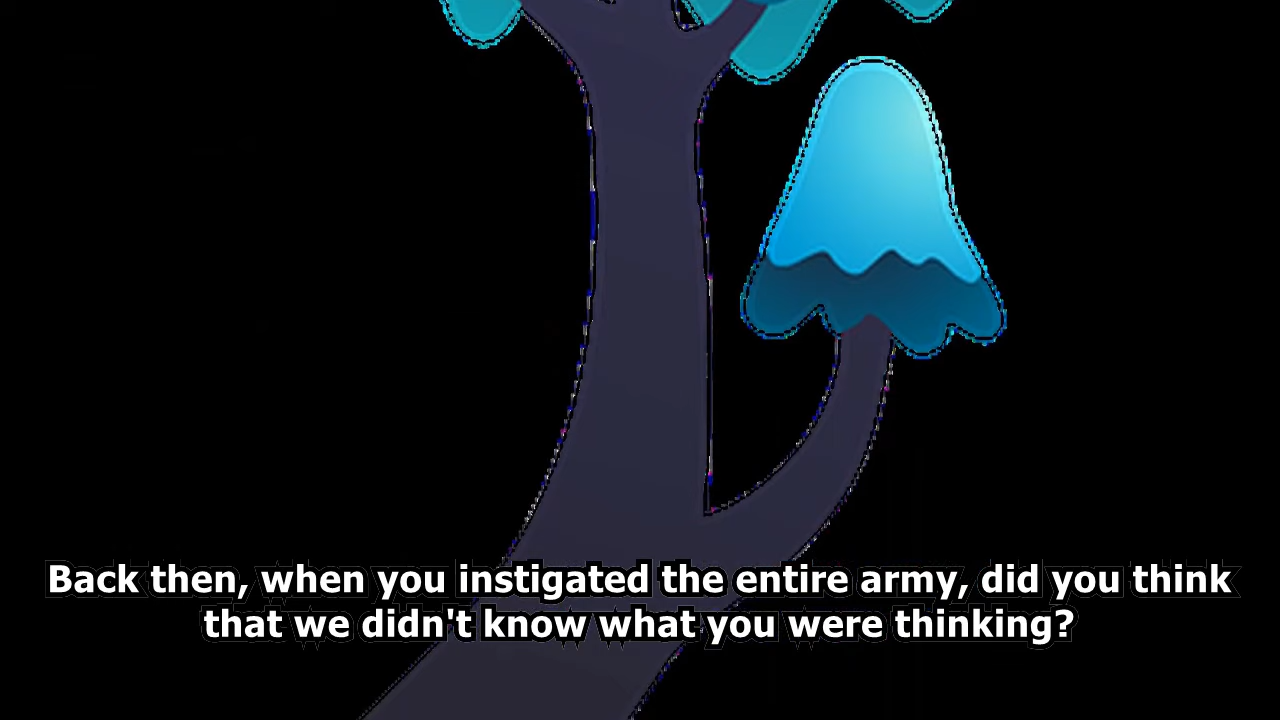 Back then, when you instigated the entire army, did you think
that we didn't know what you were thinking?